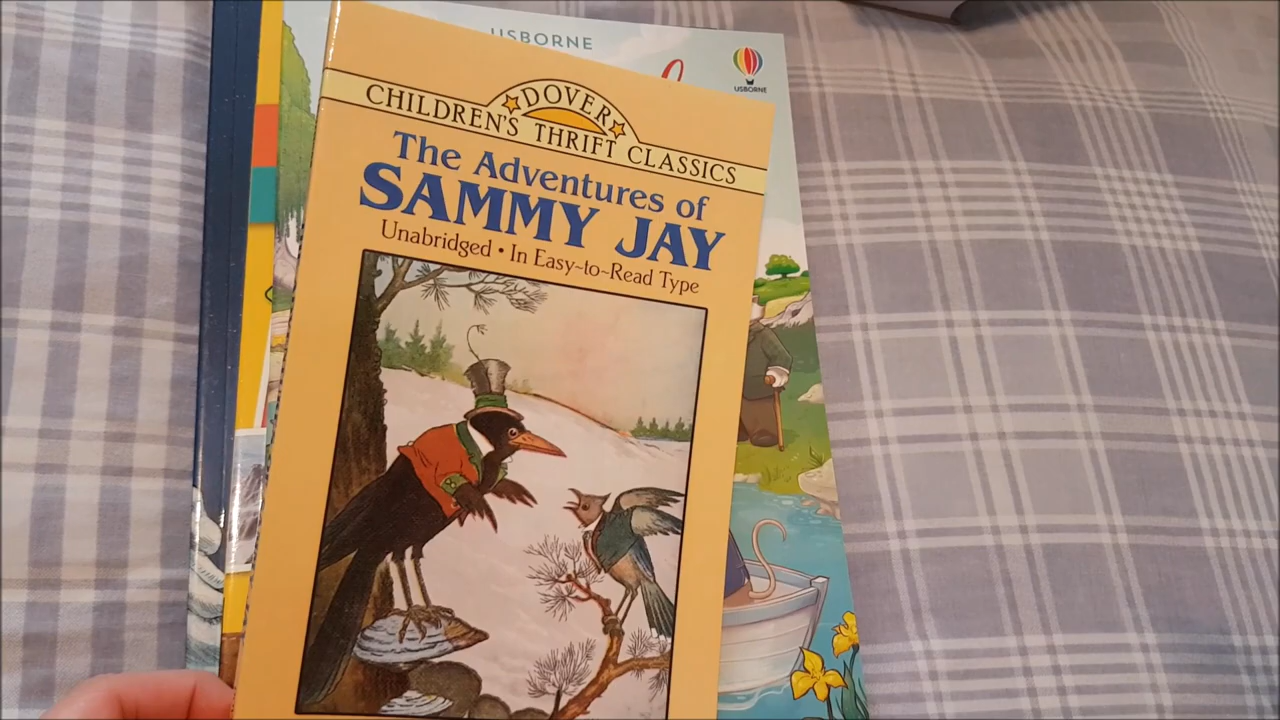 USBORNE
USBORNE
DOVER
CHILDREN'S THRIFT CLASSICS
The Adventures of
SAMMY JAY
Unabridged • In Easy-to-Read Type